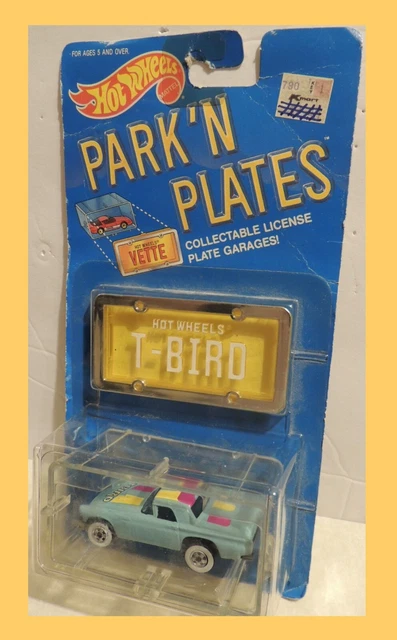 FOR AGES 5 AND OVER.
Hot Wheels
MATTEL
Kmart
PARK'N
PLATES
COLLECTABLE LICENSE
PLATE GARAGES!
HOT WHEELS
VETTE
HOT WHEELS
T-BIRD